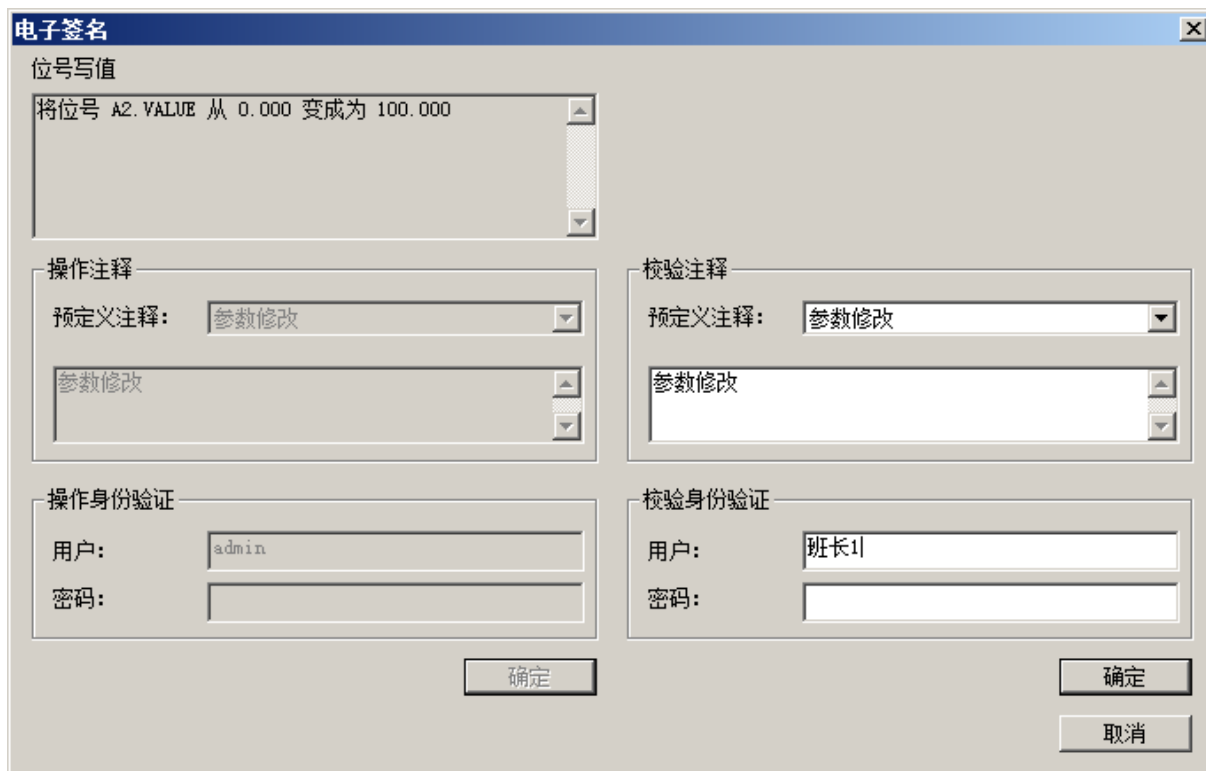 电子签名
位号写值
将位号 A2.VALUE 从 0.000 变成为 100.000
操作注释
预定义注释： 参数修改
参数修改
校验注释
预定义注释： 参数修改
参数修改
操作身份验证
用户： admin
密码：
确定
校验身份验证
用户： 班长1
密码：
确定
取消